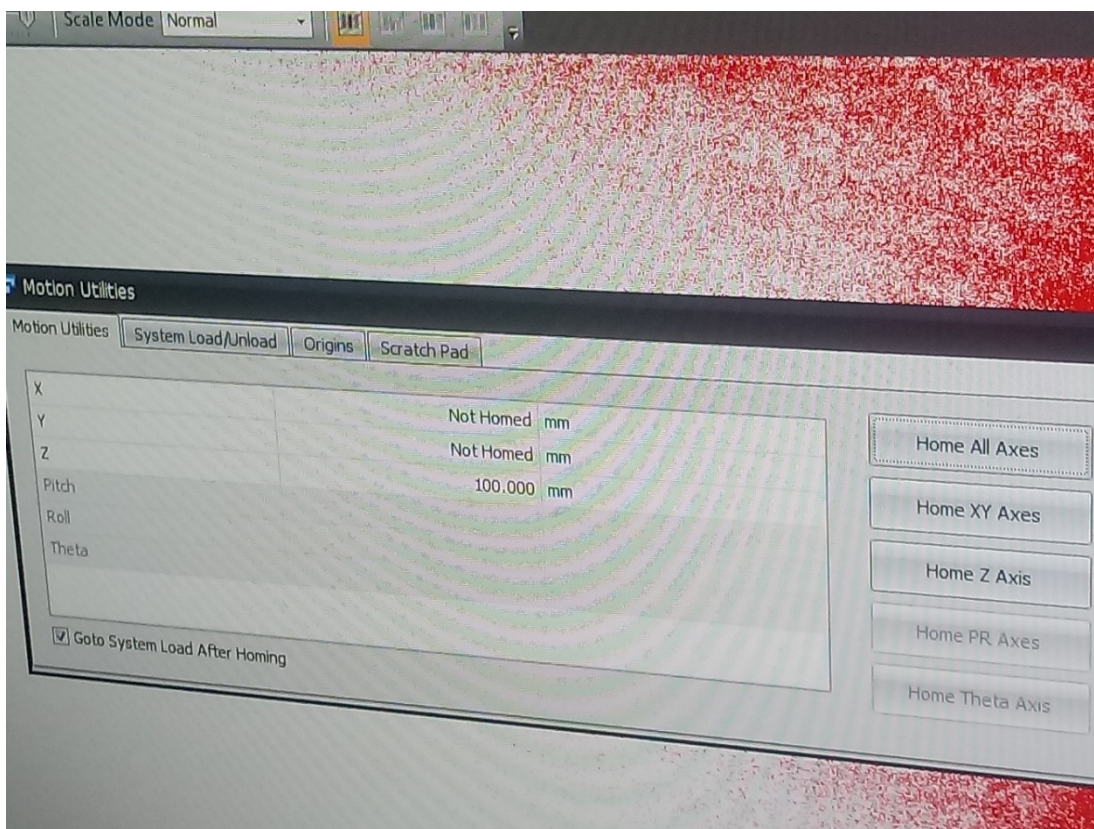 Scale Mode Normal
Motion Utilities
Motion Utilities System Load/Unload Origins Scratch Pad
X Not Homed mm
Y Not Homed mm
Z 100.000 mm
Pitch
Roll
Theta
Goto System Load After Homing
Home All Axes
Home XY Axes
Home Z Axis
Home PR Axes
Home Theta Axis